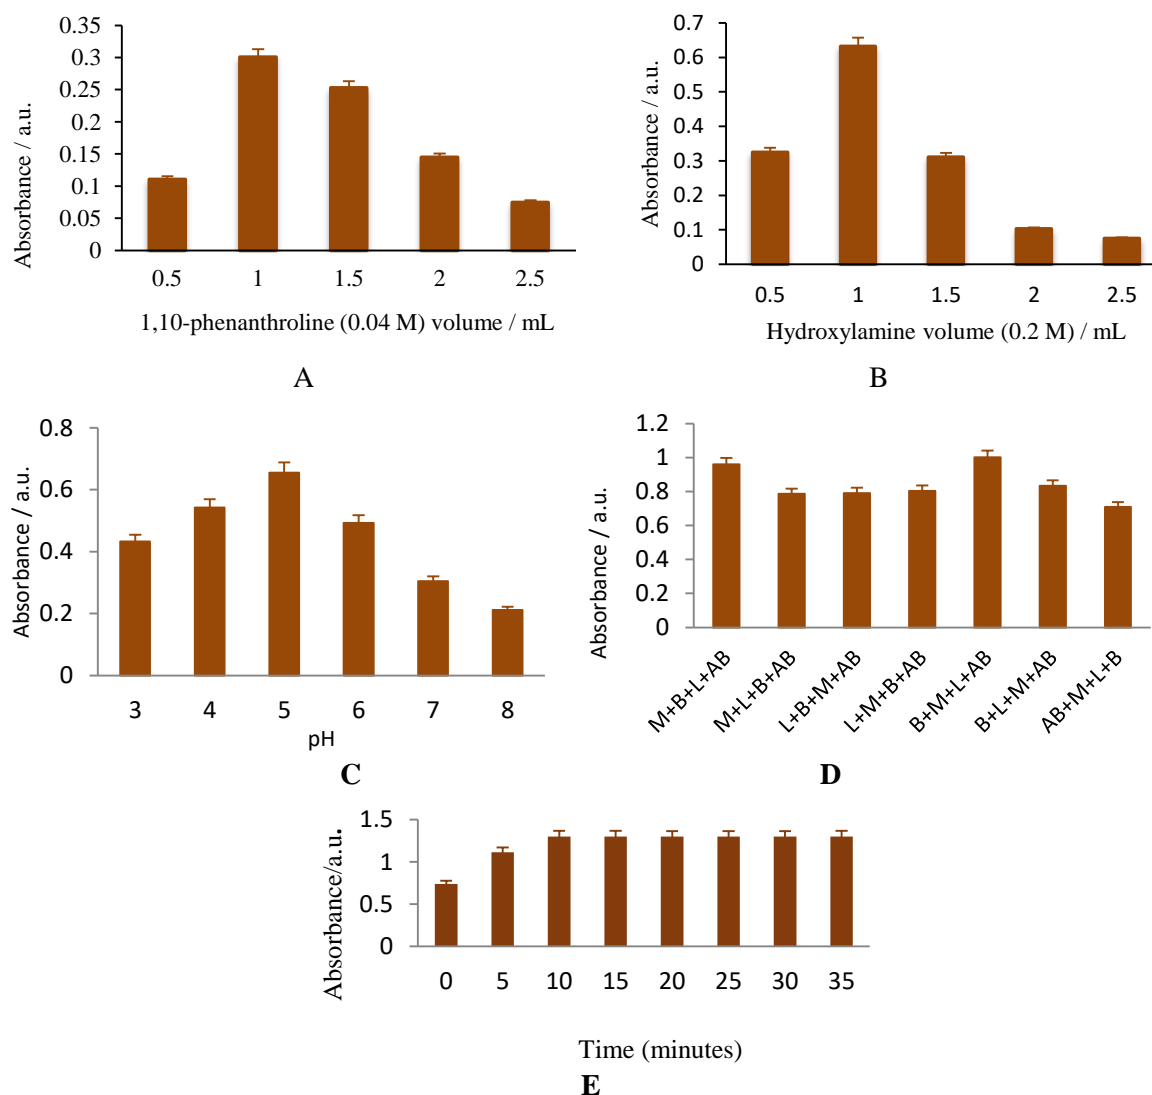 Absorbance / a.u.
0.35
0.3
0.25
0.2
0.15
0.1
0.05
0
0.5 1 1.5 2 2.5
1,10-phenanthroline (0.04 M) volume / mL
A
Absorbance / a.u.
0.7
0.6
0.5
0.4
0.3
0.2
0.1
0
0.5 1 1.5 2 2.5
Hydroxylamine volume (0.2 M) / mL
B
Absorbance / a.u.
0.8
0.6
0.4
0.2
0
3 4 5 6 7 8
pH
C
Absorbance / a.u.
1.2
1
0.8
0.6
0.4
0.2
0
M+B+L+AB
M+L+B+AB
L+B+M+AB
L+M+B+AB
B+M+L+AB
B+L+M+AB
AB+M+L+B
D
Absorbance/a.u.
1.5
1
0.5
0
0 5 10 15 20 25 30 35
Time (minutes)
E